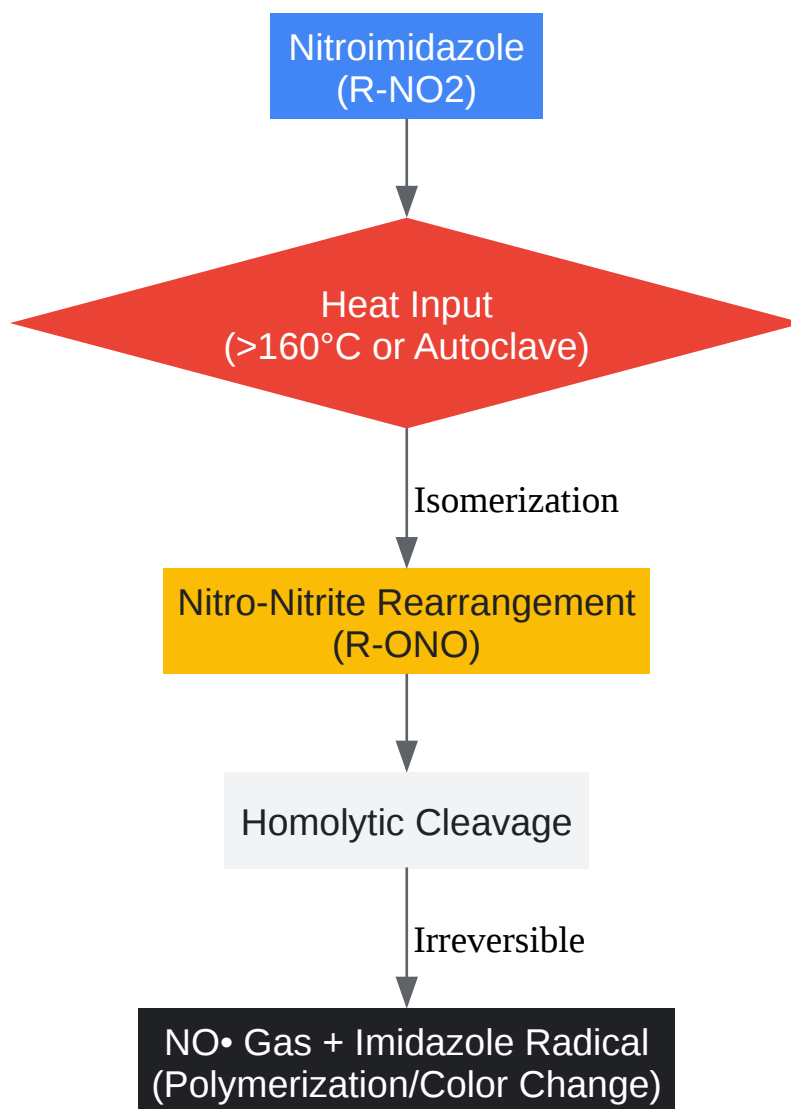 Nitroimidazole
(R-NO2)
Heat Input
(>160°C or Autoclave)
Isomerization
Nitro-Nitrite Rearrangement
(R-ONO)
Homolytic Cleavage
Irreversible
NO• Gas + Imidazole Radical
(Polymerization/Color Change)